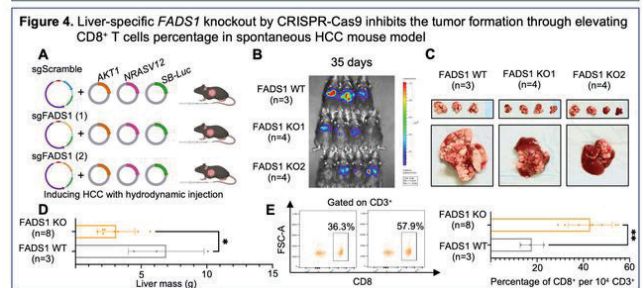 Figure 4. Liver-specific FADS1 knockout by CRISPR-Cas9 inhibits the tumor formation through elevating
CD8⁺ T cells percentage in spontaneous HCC mouse model
A
sgScramble
AKT1
NRASV12
SB-Luc
+
sgFADS1 (1)
+
sgFADS1 (2)
+
Inducing HCC with hydrodynamic injection
B
35 days
FADS1 WT
(n=3)
FADS1 KO1
(n=4)
FADS1 KO2
(n=4)
C
FADS1 WT
(n=3)
FADS1 KO1
(n=4)
FADS1 KO2
(n=4)
D
FADS1 KO
(n=8)
FADS1 WT
(n=3)
*
5 10 15
Liver mass (g)
E
Gated on CD3⁺
36.3%
57.9%
FSC-A
CD8
FADS1 KO
(n=8)
FADS1 WT
(n=3)
**
0 20 40 60
Percentage of CD8⁺ per 10⁴ CD3⁺